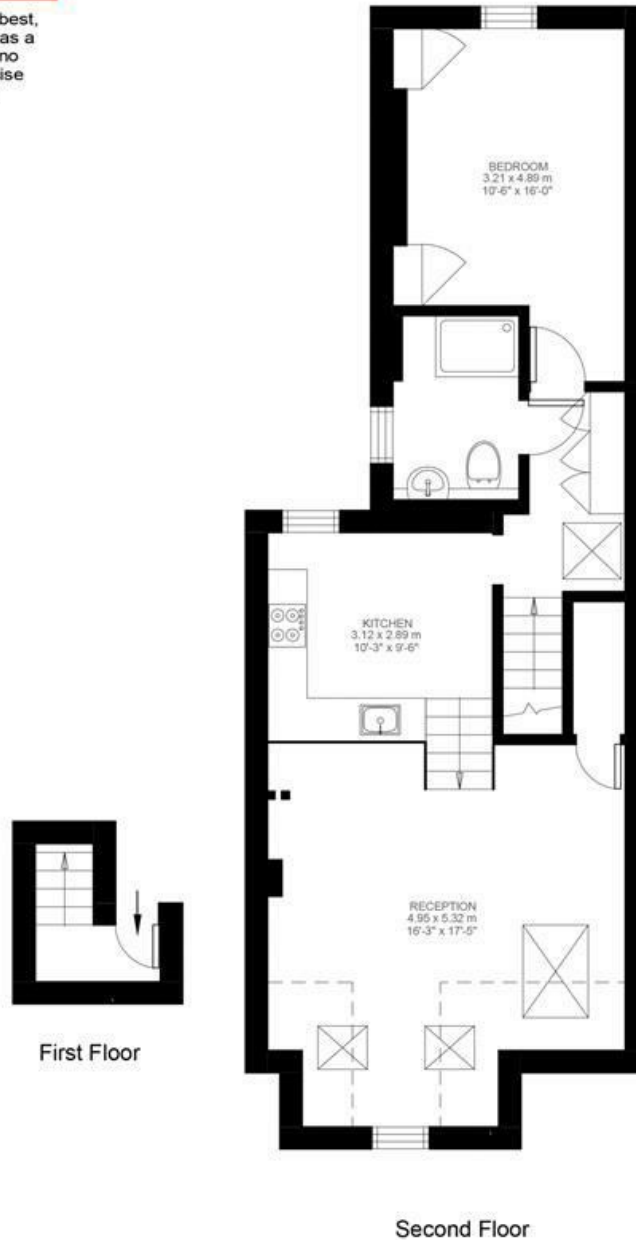 best,
as a
no
ise
BEDROOM
3.21 x 4.89 m
10'-6" x 16'-0"
KITCHEN
3.12 x 2.89 m
10'-3" x 9'-6"
RECEPTION
4.95 x 5.32 m
16'-3" x 17'-5"
First Floor
Second Floor